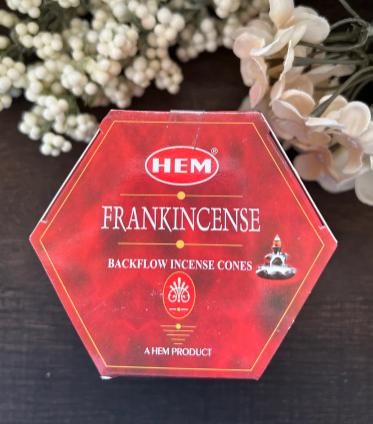 HEM®
FRANKINCENSE
BACKFLOW INCENSE CONES
A HEM PRODUCT